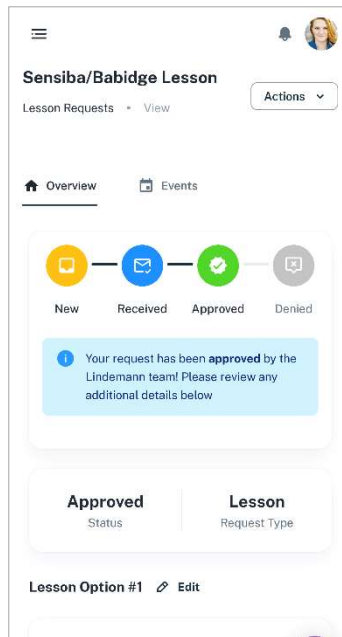 Sensiba/Babidge Lesson
Actions
Lesson Requests • View
Overview
Events
New
Received
Approved
Denied
Your request has been approved by the
Lindemann team! Please review any
additional details below
Approved
Status
Lesson
Request Type
Lesson Option #1
Edit